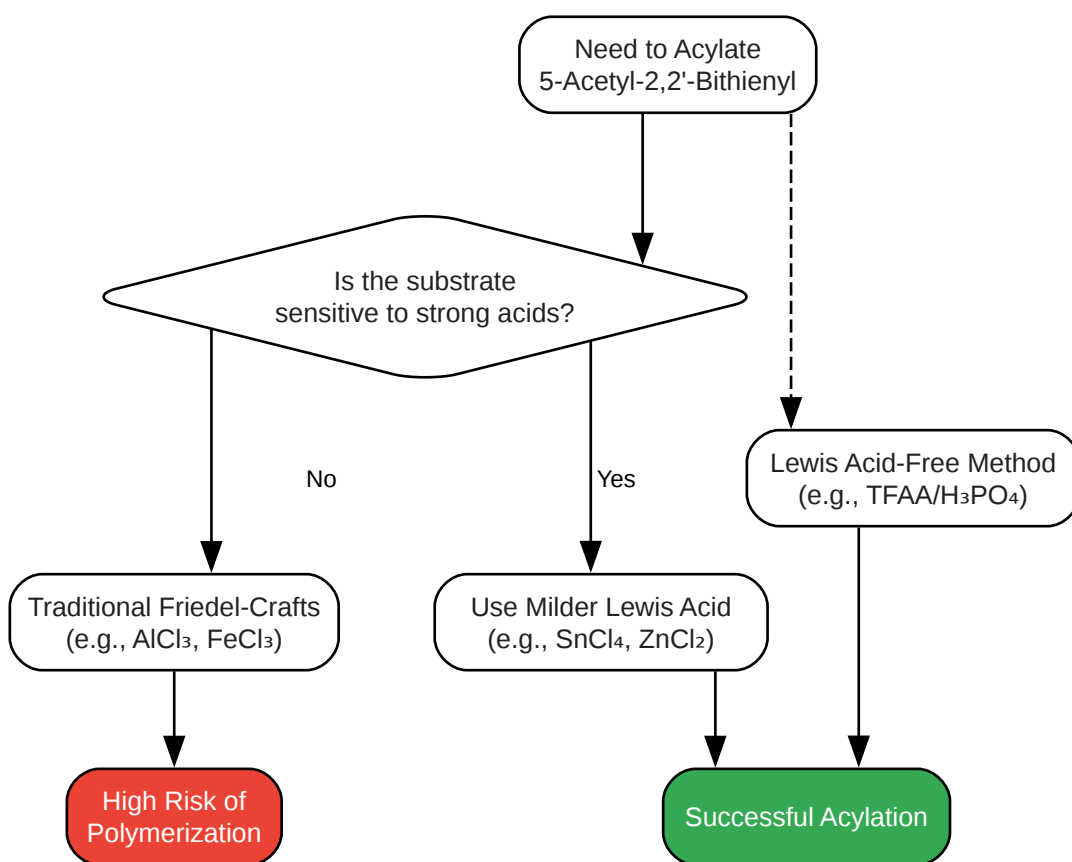 Need to Acylate
5-Acetyl-2,2'-Bithienyl
Is the substrate
sensitive to strong acids?
No
Yes
Lewis Acid-Free Method
(e.g., TFAA/H₃PO₄)
Traditional Friedel-Crafts
(e.g., AlCl₃, FeCl₃)
Use Milder Lewis Acid
(e.g., SnCl₄, ZnCl₂)
High Risk of
Polymerization
Successful Acylation